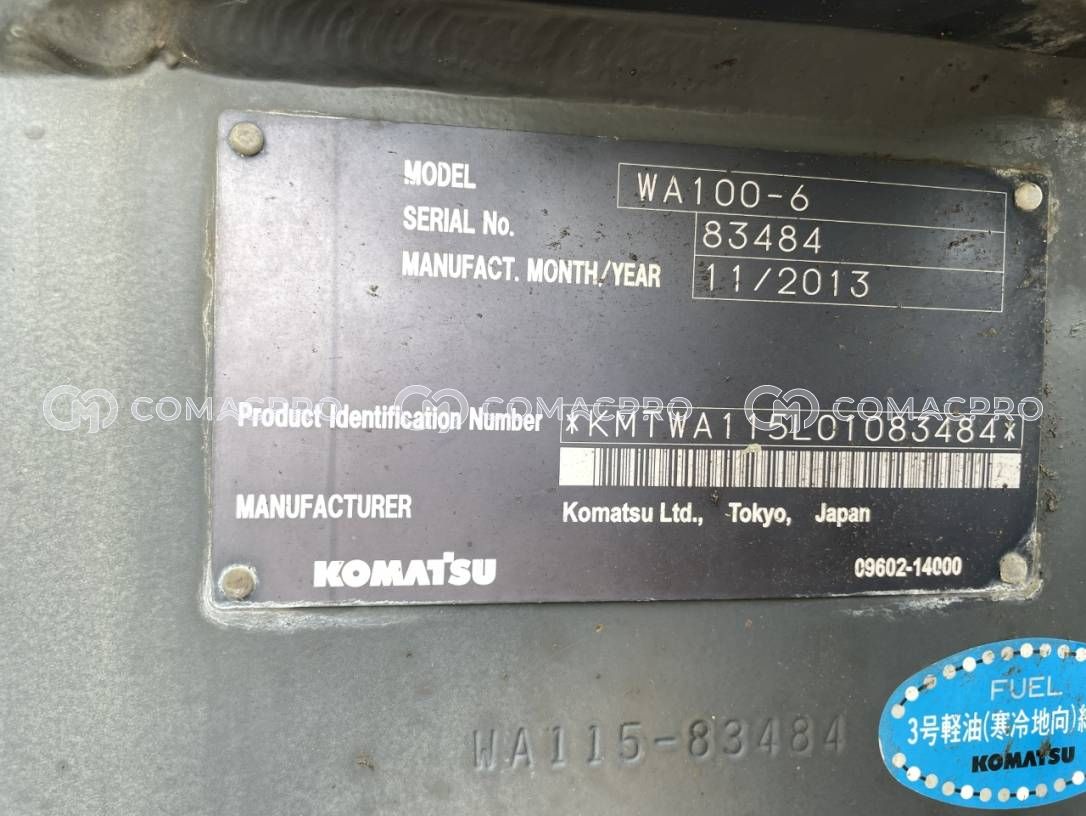 MODEL WA100-6
SERIAL No. 83484
MANUFACT. MONTH/YEAR 11/2013
COMACPRO COMACPRO COMACPRO
Product Identification Number *KMTWA115L01083484*
MANUFACTURER Komatsu Ltd., Tokyo, Japan
KOMATSU 09602-14000
WA115-83484
FUEL
3号軽油(寒冷地向)
KOMATSU